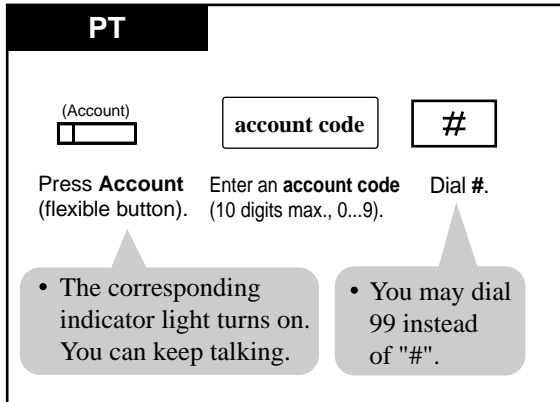 PT
(Account)
account code
#
Press Account
(flexible button).
Enter an account code
(10 digits max., 0...9).
Dial #.
• The corresponding
indicator light turns on.
You can keep talking.
• You may dial
99 instead
of "#".